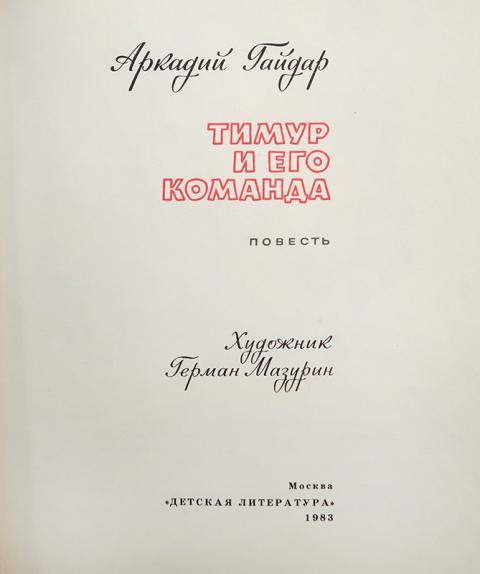 Аркадий Гайдар
ТИМУР
И ЕГО
КОМАНДА
ПОВЕСТЬ
Художник
Герман Мазурин
Москва
«ДЕТСКАЯ ЛИТЕРАТУРА»
1983